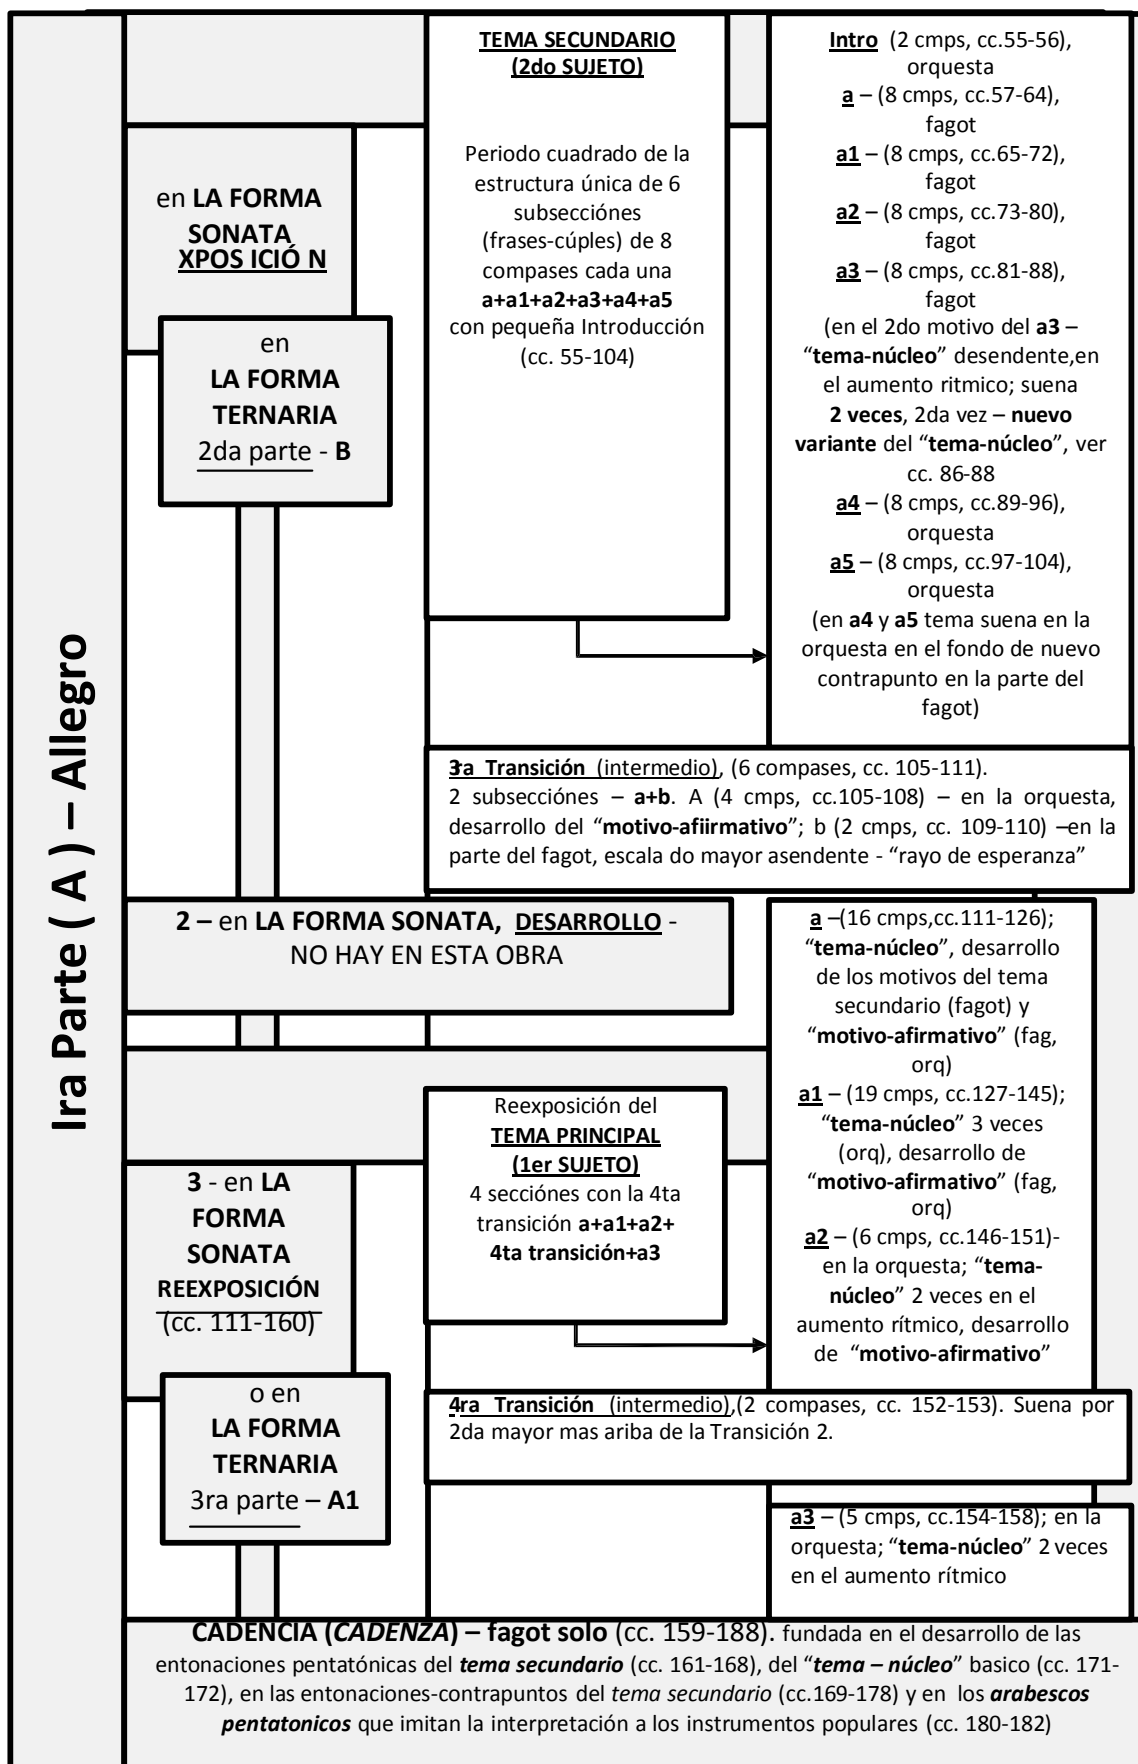 Ira Parte ( A ) – Allegro
en LA FORMA
SONATA
XPOS ICIÓ N
en
LA FORMA
TERNARIA
2da parte - B
TEMA SECUNDARIO
(2do SUJETO)
Periodo cuadrado de la
estructura única de 6
subsecciónes
(frases-cúples) de 8
compases cada una
a+a1+a2+a3+a4+a5
con pequeña Introducción
(cc. 55-104)
Intro (2 cmps, cc.55-56),
orquesta
a – (8 cmps, cc.57-64),
fagot
a1 – (8 cmps, cc.65-72),
fagot
a2 – (8 cmps, cc.73-80),
fagot
a3 – (8 cmps, cc.81-88),
fagot
(en el 2do motivo del a3 –
“tema-núcleo” desendente,en
el aumento ritmico; suena
2 veces, 2da vez – nuevo
variante del “tema-núcleo”, ver
cc. 86-88
a4 – (8 cmps, cc.89-96),
orquesta
a5 – (8 cmps, cc.97-104),
orquesta
(en a4 y a5 tema suena en la
orquesta en el fondo de nuevo
contrapunto en la parte del
fagot)
3ra Transición (intermedio), (6 compases, cc. 105-111).
2 subsecciónes – a+b. A (4 cmps, cc.105-108) – en la orquesta,
desarrollo del “motivo-afiirmativo”; b (2 cmps, cc. 109-110) –en la
parte del fagot, escala do mayor asendente - “rayo de esperanza”
2 – en LA FORMA SONATA, DESARROLLO -
NO HAY EN ESTA OBRA
3 - en LA
FORMA
SONATA
REEXPOSICIÓN
(cc. 111-160)
o en
LA FORMA
TERNARIA
3ra parte – A1
Reexposición del
TEMA PRINCIPAL
(1er SUJETO)
4 secciónes con la 4ta
transición a+a1+a2+
4ta transición+a3
a –(16 cmps,cc.111-126);
“tema-núcleo”, desarrollo
de los motivos del tema
secundario (fagot) y
“motivo-afirmativo” (fag,
orq)
a1 – (19 cmps, cc.127-145);
“tema-núcleo” 3 veces
(orq), desarrollo de
“motivo-afirmativo” (fag,
orq)
a2 – (6 cmps, cc.146-151)-
en la orquesta; “tema-
núcleo” 2 veces en el
aumento rítmico, desarrollo
de “motivo-afirmativo”
4ra Transición (intermedio),(2 compases, cc. 152-153). Suena por
2da mayor mas ariba de la Transición 2.
a3 – (5 cmps, cc.154-158); en la
orquesta; “tema-núcleo” 2 veces
en el aumento rítmico
CADENCIA (CADENZA) – fagot solo (cc. 159-188). fundada en el desarrollo de las
entonaciones pentatónicas del tema secundario (cc. 161-168), del “tema – núcleo” basico (cc. 171-
172), en las entonaciones-contrapuntos del tema secundario (cc.169-178) y en los arabescos
pentatonicos que imitan la interpretación a los instrumentos populares (cc. 180-182)